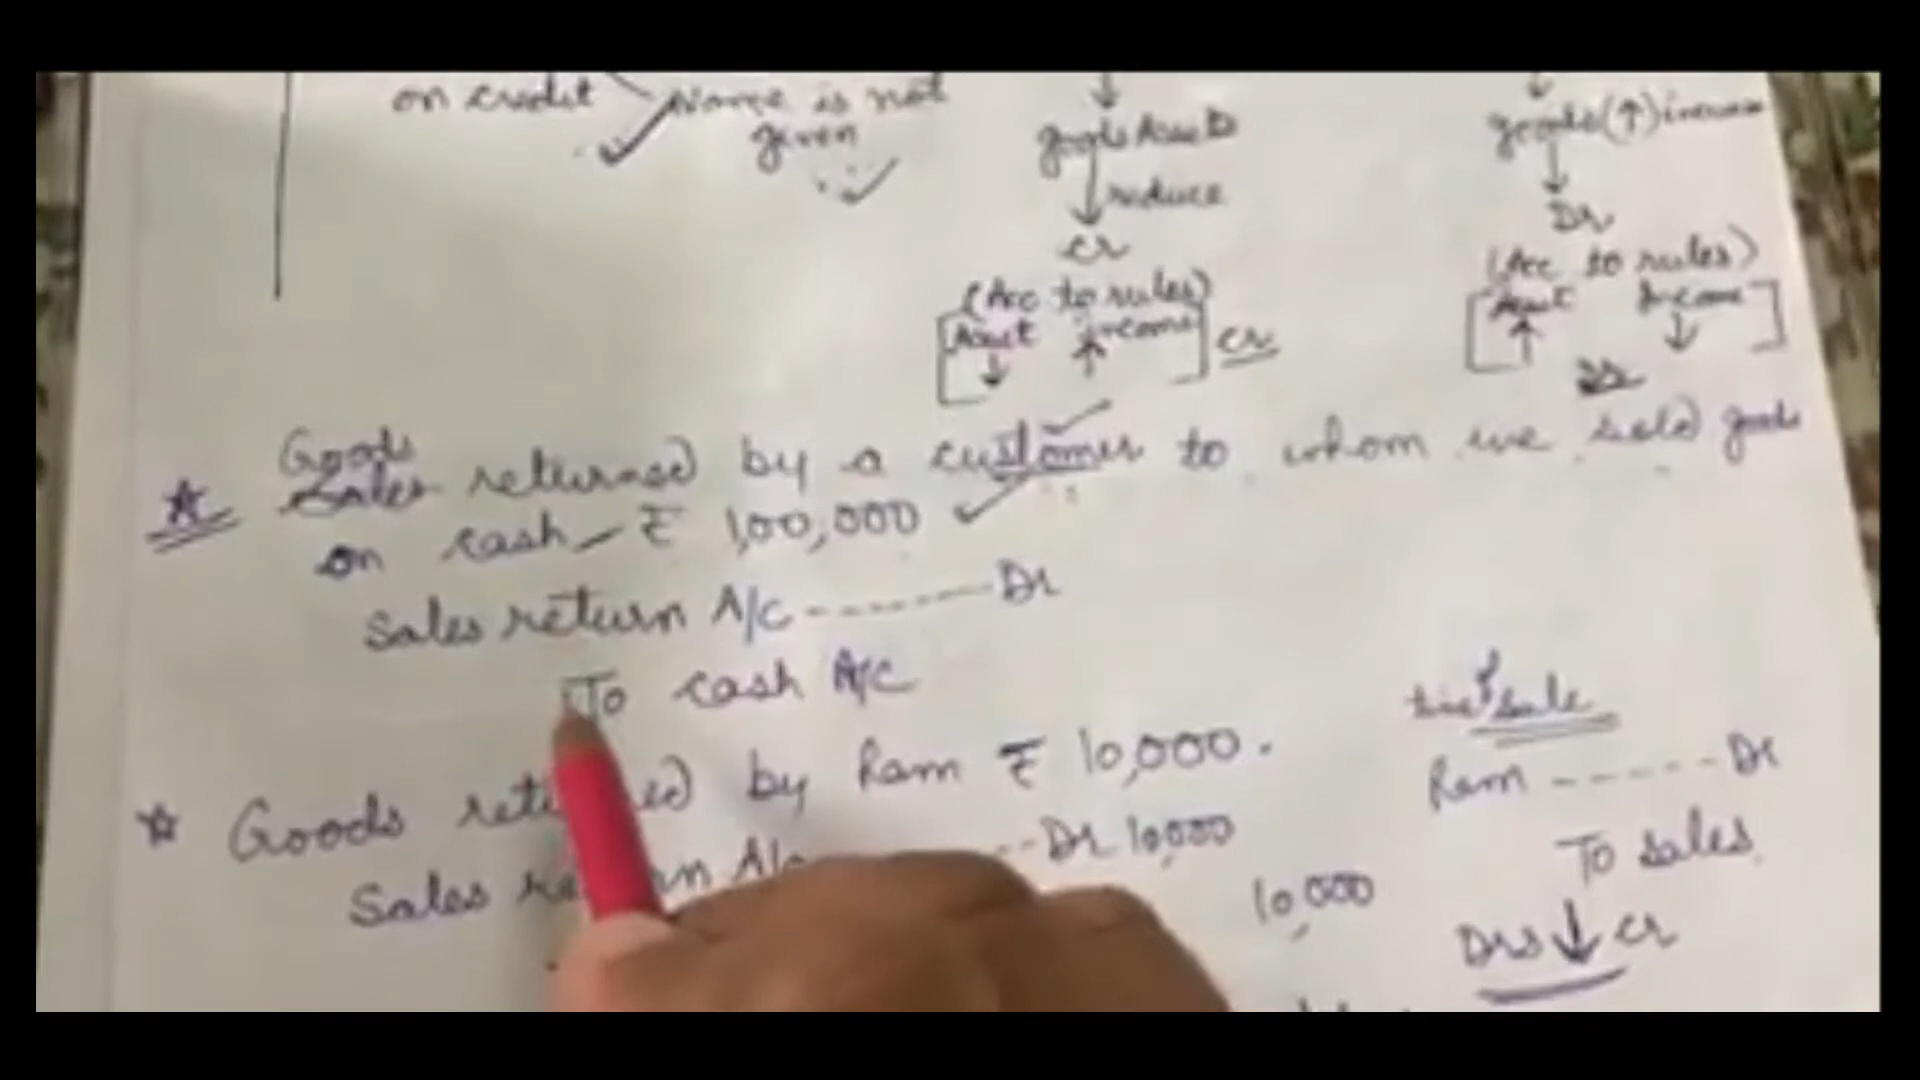 on credit
Name is not
given
goods Assets
reduce
cr
(Acc to rules)
Asset income
↓ ↑ cr
goods (↑) increase
Dr
(Acc to rules)
Asset Income
↑ ↓
Dr
☆ Goods
Sales returned by a customer to whom we sold goods
on cash ₹ 1,00,000
Sales return A/C ------- Dr
To cash A/C
☆ Goods by Ram ₹ 10,000.
Sales -- Dr 10,000
10,000
sale
Ram ------ Dr
To sales
Drs ↓ cr